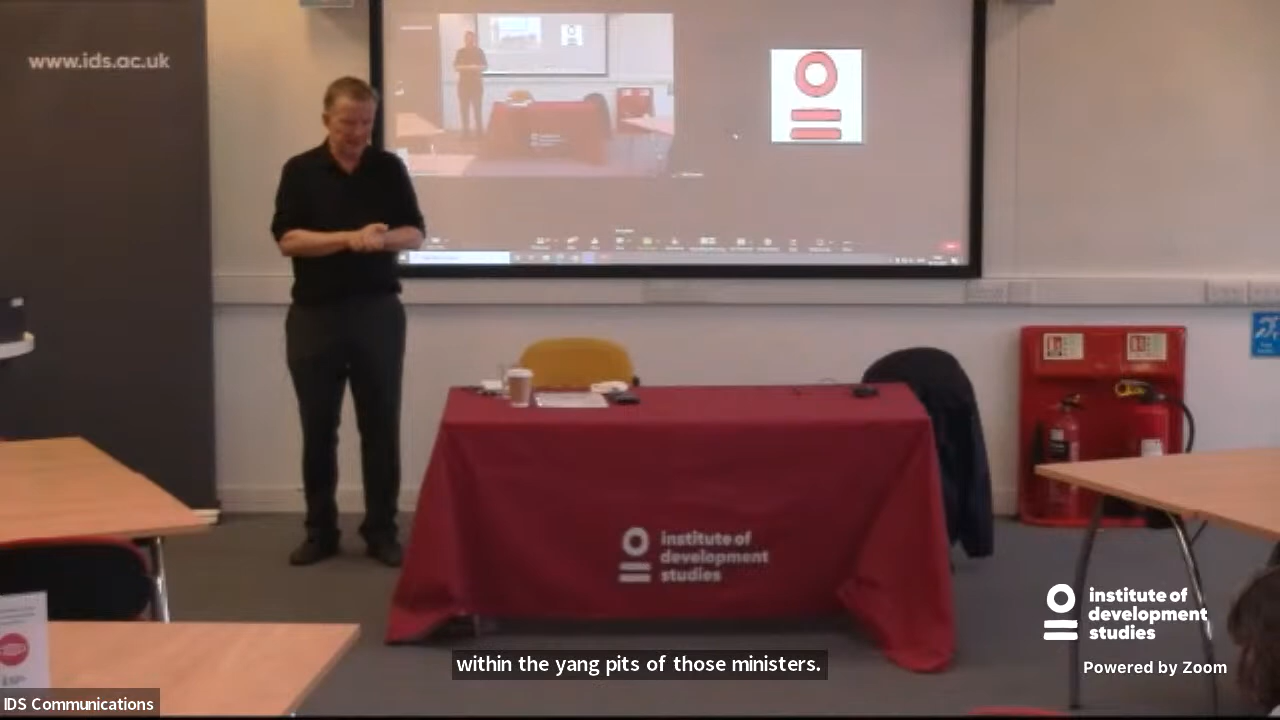 www.ids.ac.uk
institute of
development
studies
institute of
development
studies
Powered by Zoom
within the yang pits of those ministers.
IDS Communications